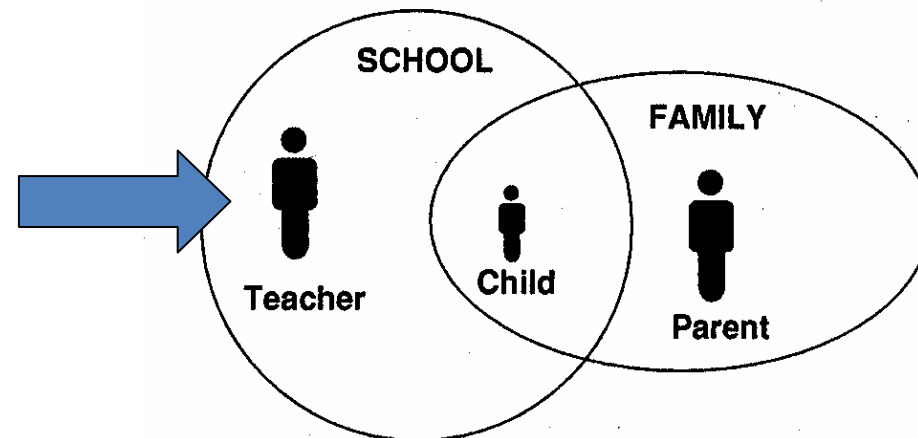 SCHOOL
FAMILY
Teacher
Child
Parent